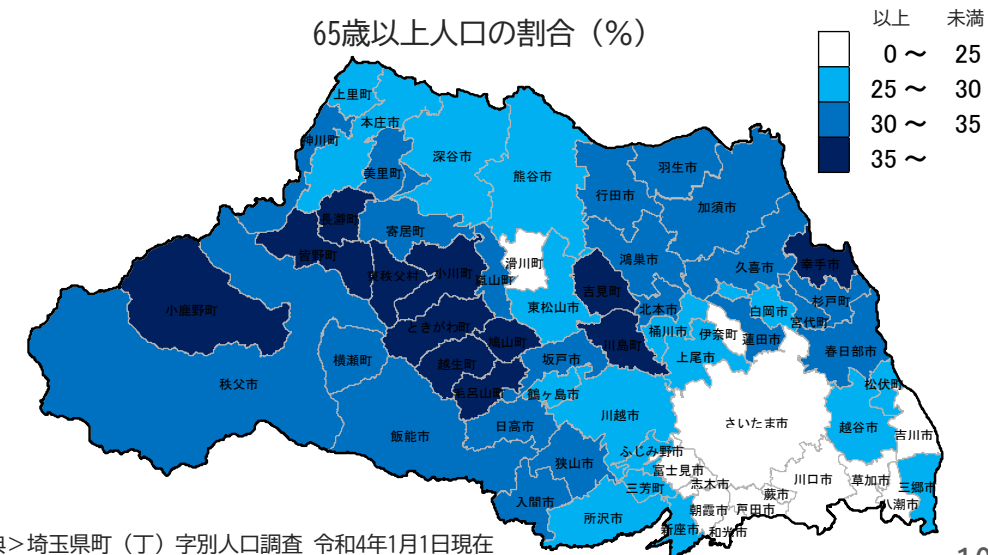 65歳以上人口の割合（％）
以上 未満
0 ～ 25
25 ～ 30
30 ～ 35
35 ～
上里町
本庄市
神川町
美里町
深谷市
熊谷市
行田市
羽生市
加須市
長瀞町
寄居町
皆野町
東秩父村
小川町
嵐山町
滑川町
鴻巣市
久喜市
幸手市
小鹿野町
吉見町
東松山市
北本市
白岡市
杉戸町
宮代町
ときがわ町
鳩山町
川島町
桶川市
伊奈町
蓮田市
春日部市
横瀬町
越生町
坂戸市
上尾市
秩父市
毛呂山町
鶴ヶ島市
松伏町
川越市
さいたま市
越谷市
吉川市
飯能市
日高市
ふじみ野市
狭山市
富士見市
三芳町
志木市
川口市
草加市
三郷市
入間市
蕨市
八潮市
所沢市
朝霞市
戸田市
新座市
和光市
典＞埼玉県町（丁）字別人口調査 令和4年1月1日現在